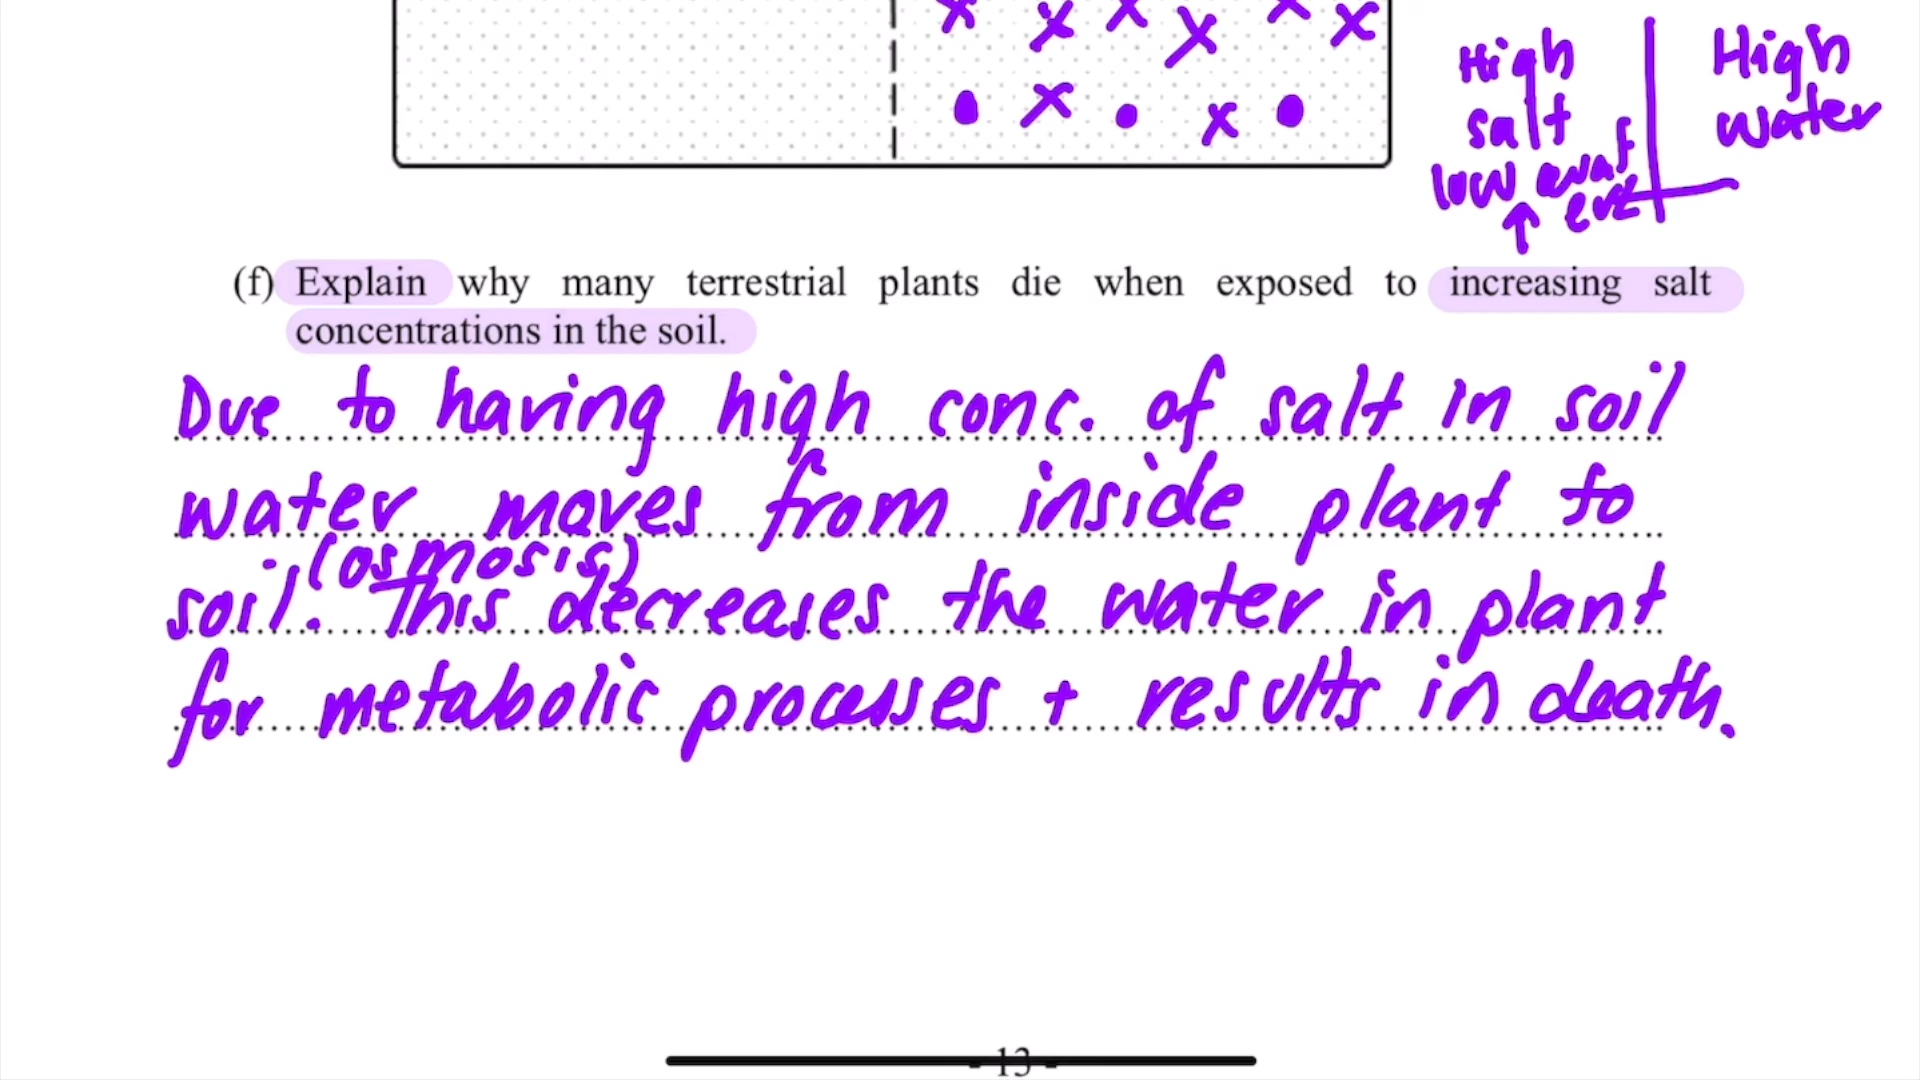 High
salt
low
High
water
(f) Explain why many terrestrial plants die when exposed to increasing salt
concentrations in the soil.
Due to having high conc. of salt in soil
water moves from inside plant to
(osmosis)
soil. This decreases the water in plant
for metabolic processes + results in death.
- 13 -